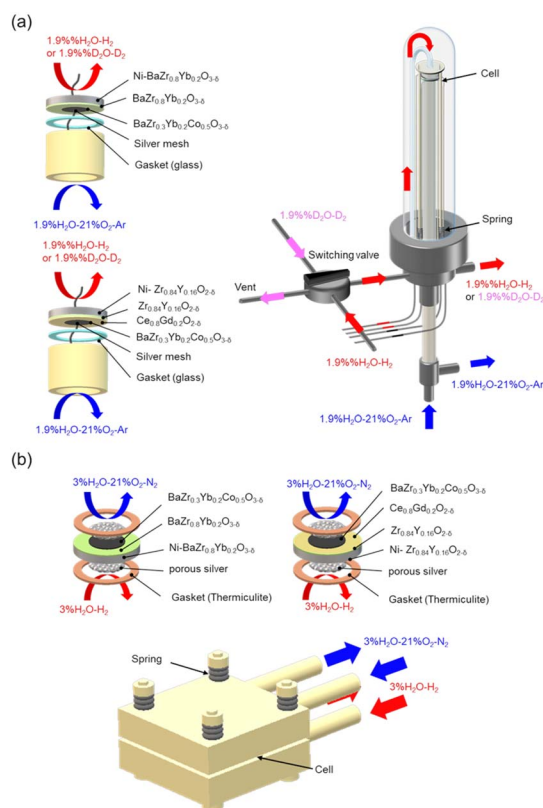 (a)
1.9%%H₂O-H₂
or 1.9%%D₂O-D₂
Ni-BaZr₀.₈Yb₀.₂O₃₋δ
BaZr₀.₈Yb₀.₂O₃₋δ
BaZr₀.₃Yb₀.₂Co₀.₅O₃₋δ
Silver mesh
Gasket (glass)
1.9%H₂O-21%O₂-Ar
1.9%%H₂O-H₂
or 1.9%%D₂O-D₂
Ni- Zr₀.₈₄Y₀.₁₆O₂₋δ
Zr₀.₈₄Y₀.₁₆O₂₋δ
Ce₀.₈Gd₀.₂O₂₋δ
BaZr₀.₃Yb₀.₂Co₀.₅O₃₋δ
Silver mesh
Gasket (glass)
1.9%H₂O-21%O₂-Ar
Cell
Spring
1.9%%D₂O-D₂
Switching valve
Vent
1.9%%H₂O-H₂
or 1.9%%D₂O-D₂
1.9%%H₂O-H₂
1.9%H₂O-21%O₂-Ar
1.9%H₂O-21%O₂-Ar
(b)
3%H₂O-21%O₂-N₂
BaZr₀.₃Yb₀.₂Co₀.₅O₃₋δ
BaZr₀.₈Yb₀.₂O₃₋δ
Ni-BaZr₀.₈Yb₀.₂O₃₋δ
porous silver
Gasket (Thermiculite)
3%H₂O-H₂
3%H₂O-21%O₂-N₂
BaZr₀.₃Yb₀.₂Co₀.₅O₃₋δ
Ce₀.₈Gd₀.₂O₂₋δ
Zr₀.₈₄Y₀.₁₆O₂₋δ
Ni- Zr₀.₈₄Y₀.₁₆O₂₋δ
porous silver
Gasket (Thermiculite)
3%H₂O-H₂
3%H₂O-21%O₂-N₂
Spring
3%H₂O-H₂
Cell